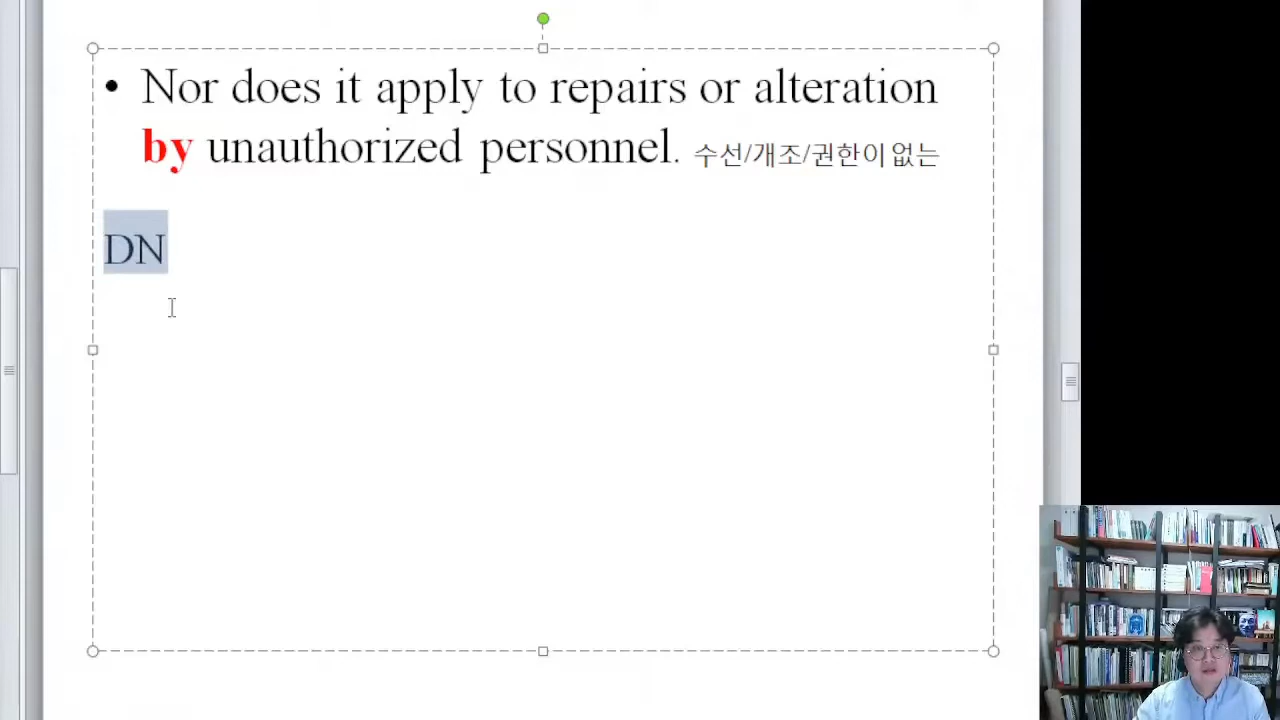 • Nor does it apply to repairs or alteration
by unauthorized personnel. 수선/개조/권한이 없는
DN